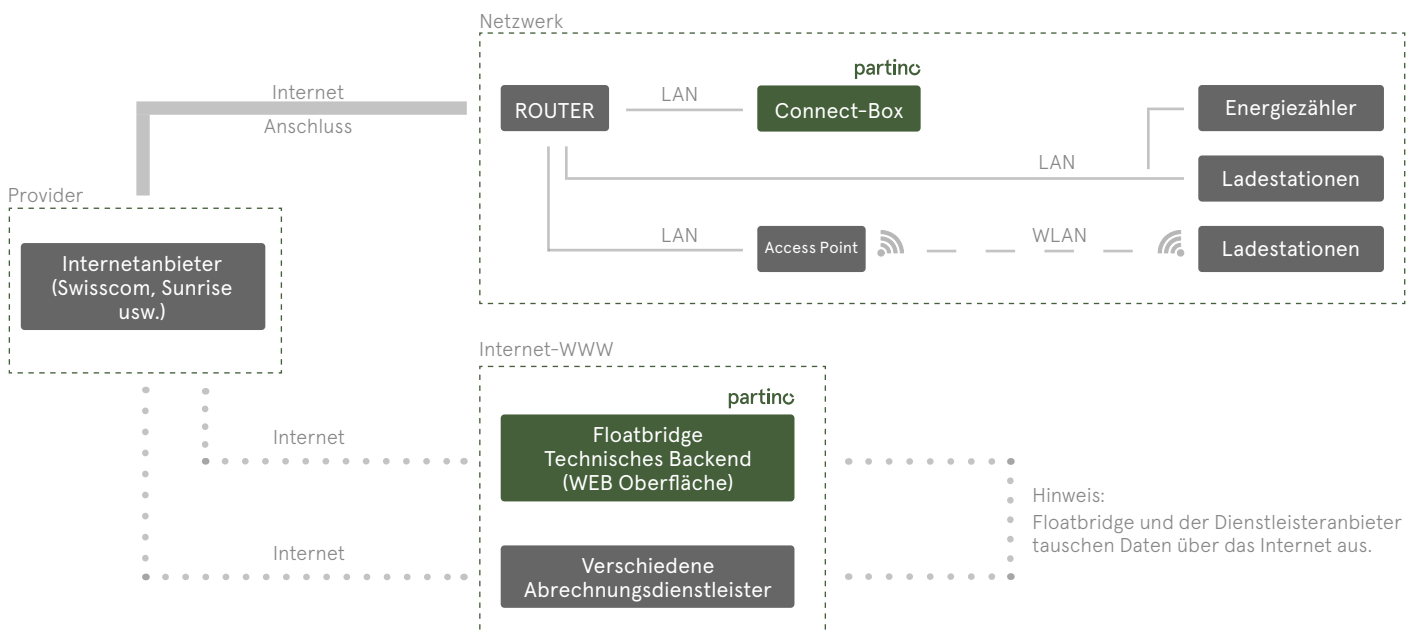 Netzwerk
partino
Internet
Anschluss
ROUTER
LAN
Connect-Box
Energiezähler
LAN
Ladestationen
LAN
Access Point
WLAN
Ladestationen
Provider
Internetanbieter
(Swisscom, Sunrise
usw.)
Internet-WWW
partino
Internet
Floatbridge
Technisches Backend
(WEB Oberfläche)
Hinweis:
Floatbridge und der Dienstleisteranbieter
tauschen Daten über das Internet aus.
Internet
Verschiedene
Abrechnungsdienstleister